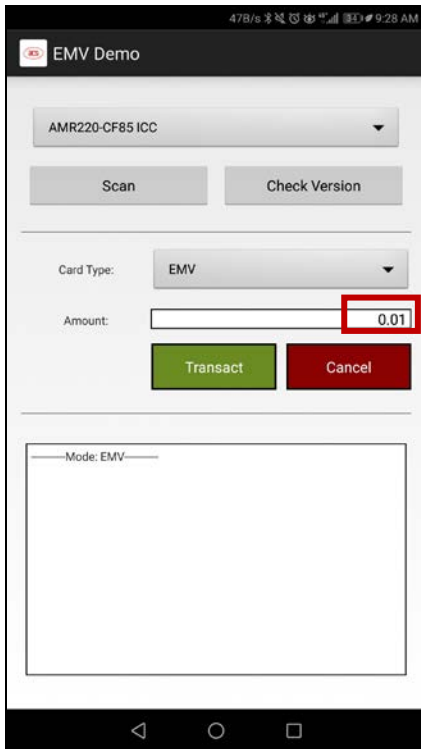 47B/s 9:28 AM
acs EMV Demo
AMR220-CF85 ICC
Scan Check Version
Card Type: EMV
Amount: 0.01
Transact Cancel
———Mode: EMV———